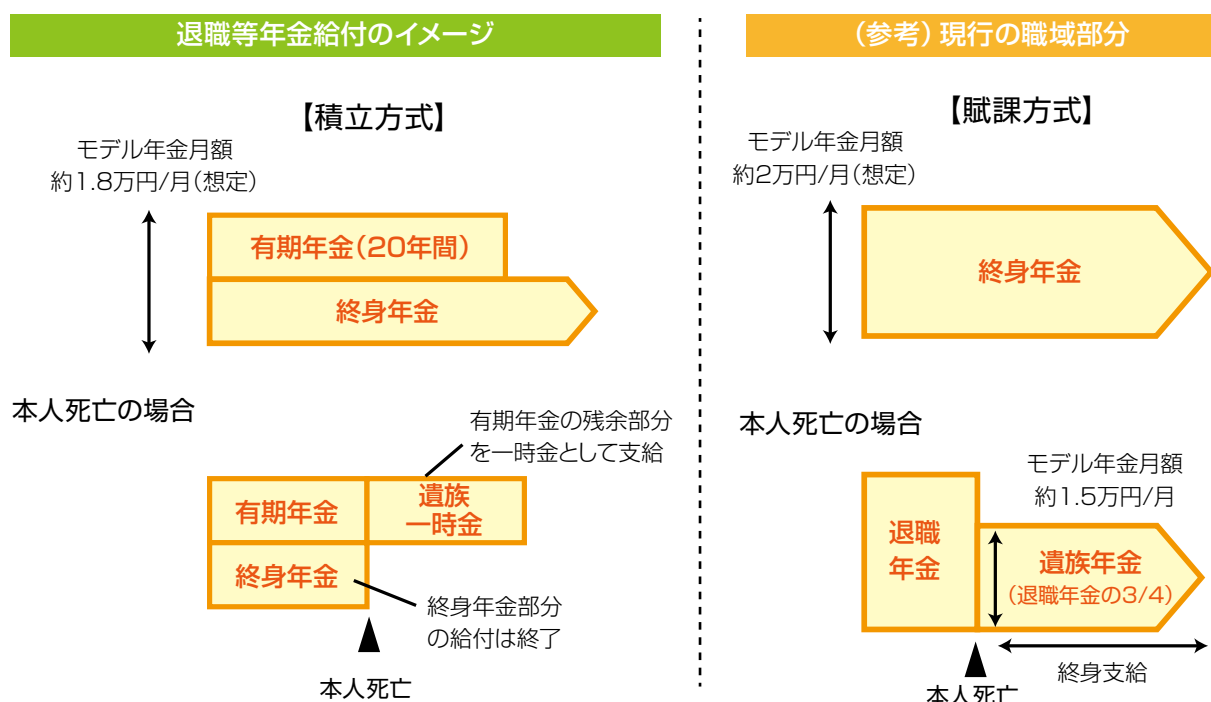 退職等年金給付のイメージ
【積立方式】
モデル年金月額
約1.8万円/月(想定)
有期年金(20年間)
終身年金
本人死亡の場合
有期年金の残余部分
を一時金として支給
有期年金
遺族
一時金
終身年金
終身年金部分
の給付は終了
本人死亡
(参考)現行の職域部分
【賦課方式】
モデル年金月額
約2万円/月(想定)
終身年金
本人死亡の場合
モデル年金月額
約1.5万円/月
退職
年金
遺族年金
(退職年金の3/4)
終身支給
本人死亡